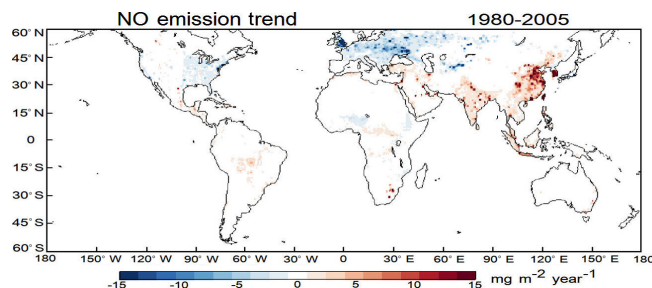 NO emission trend 1980-2005
60° N
45° N
30° N
15° N
0
15° S
30° S
45° S
60° S
180 150° W 120° W 90° W 60° W 30° W 0 30° E 60° E 90 E 120 E 150 E 180
-15 -10 -5 0 5 10 15 mg m⁻² year⁻¹